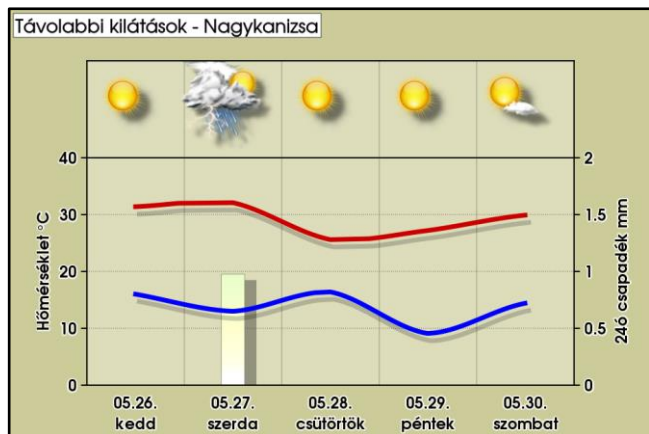 Távolabbi kilátások - Nagykanizsa
40
30
20
10
0
Hőmérséklet °C
2
1.5
1
0.5
0
24ó csapadék mm
05.26. 05.27. 05.28. 05.29. 05.30.
kedd szerda csütörtök péntek szombat